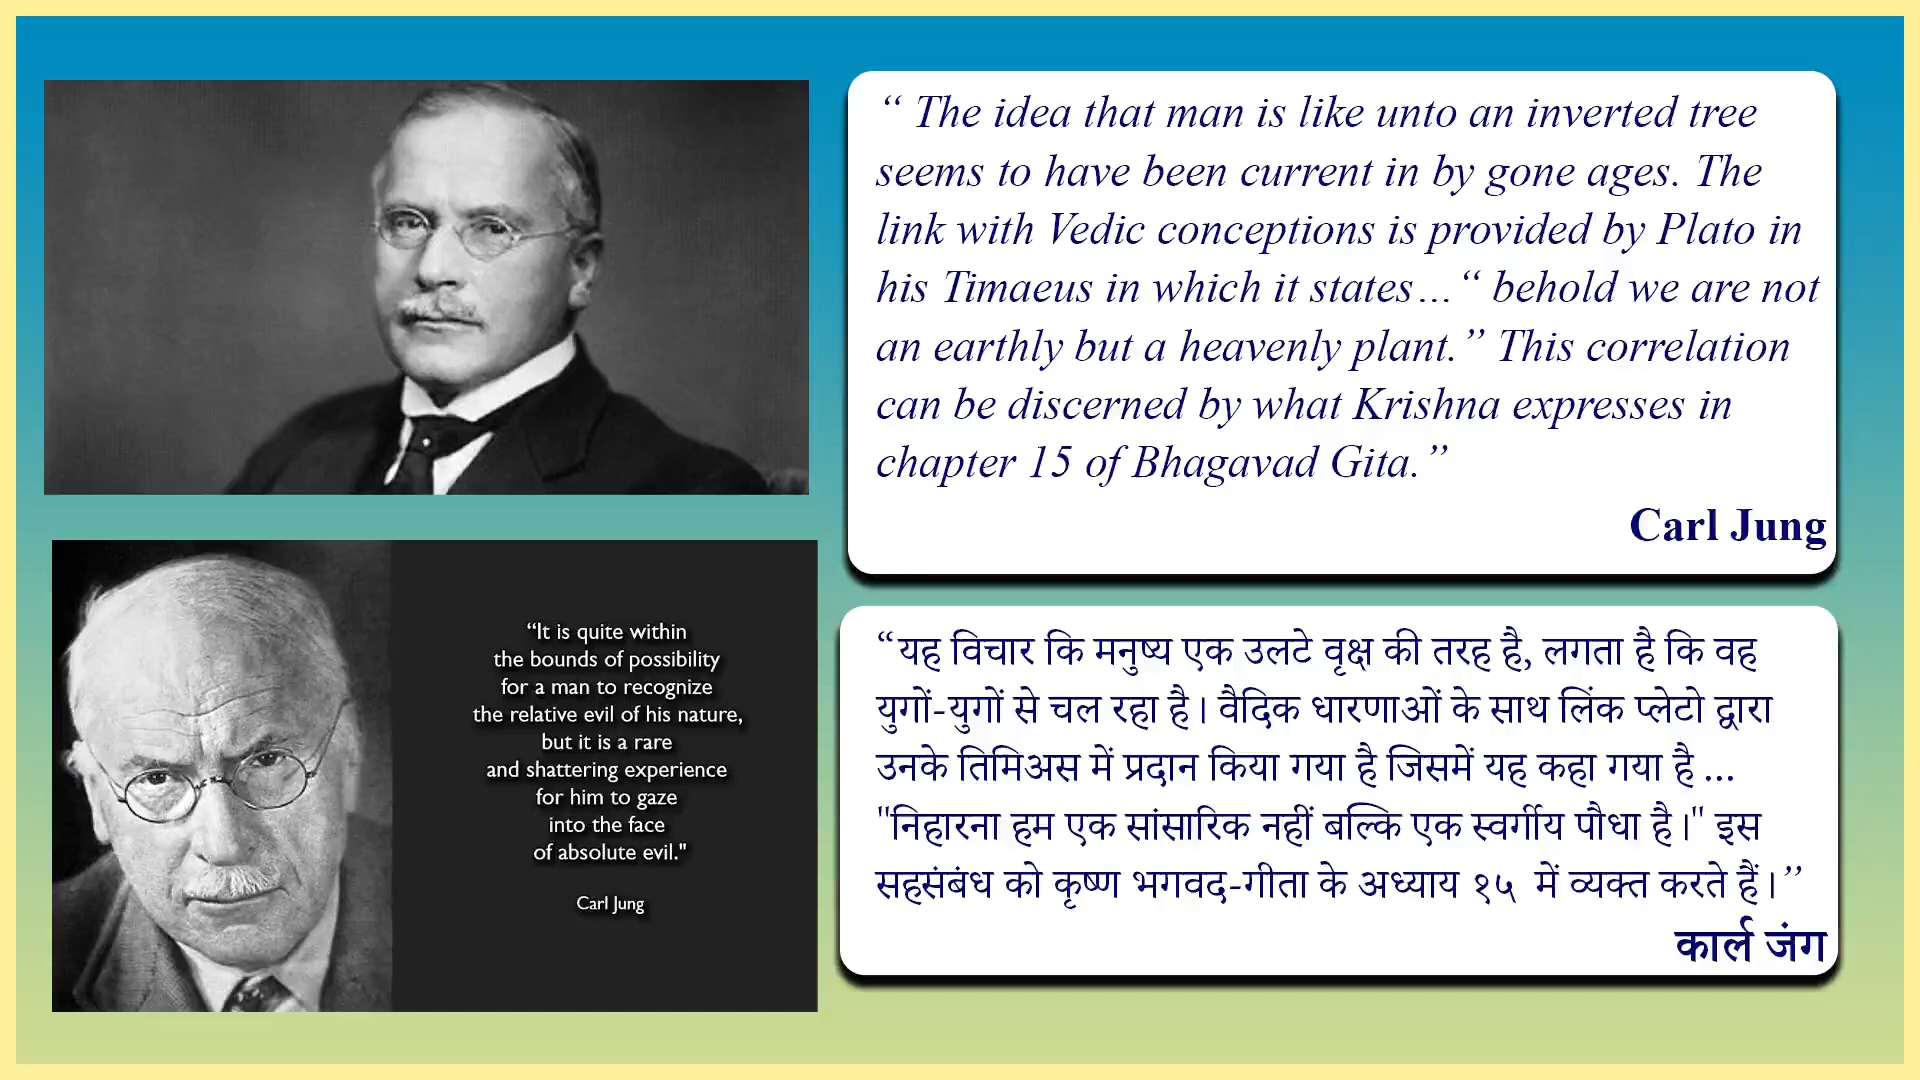 “ The idea that man is like unto an inverted tree
seems to have been current in by gone ages. The
link with Vedic conceptions is provided by Plato in
his Timaeus in which it states…“ behold we are not
an earthly but a heavenly plant.” This correlation
can be discerned by what Krishna expresses in
chapter 15 of Bhagavad Gita.”
Carl Jung
“It is quite within
the bounds of possibility
for a man to recognize
the relative evil of his nature,
but it is a rare
and shattering experience
for him to gaze
into the face
of absolute evil."
Carl Jung
“यह विचार कि मनुष्य एक उलटे वृक्ष की तरह है, लगता है कि वह
युगों-युगों से चल रहा है। वैदिक धारणाओं के साथ लिंक प्लेटो द्वारा
उनके तिमिअस में प्रदान किया गया है जिसमें यह कहा गया है ...
"निहारना हम एक सांसारिक नहीं बल्कि एक स्वर्गीय पौधा है।" इस
सहसंबंध को कृष्ण भगवद-गीता के अध्याय १५ में व्यक्त करते हैं।”
कार्ल जंग